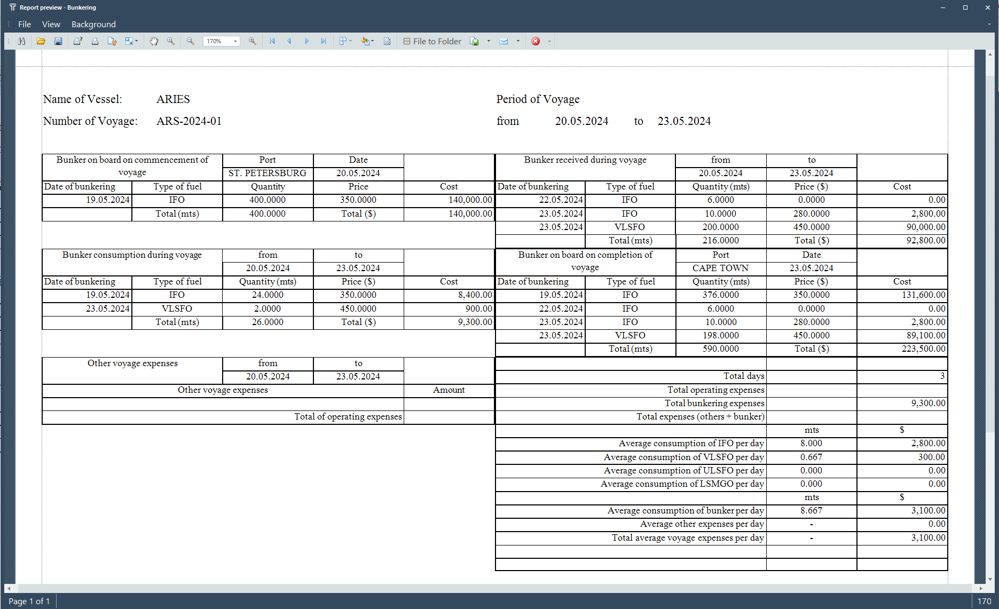 Report preview - Bunkering
File View Background
170% File to Folder
Name of Vessel: ARIES Period of Voyage
Number of Voyage: ARS-2024-01 from 20.05.2024 to 23.05.2024
Bunker on board on commencement of voyage Port Date
ST. PETERSBURG 20.05.2024
Date of bunkering Type of fuel Quantity Price Cost
19.05.2024 IFO 400.0000 350.0000 140,000.00
Total (mts) 400.0000 Total ($) 140,000.00
Bunker received during voyage from to
20.05.2024 23.05.2024
Date of bunkering Type of fuel Quantity (mts) Price ($) Cost
22.05.2024 IFO 6.0000 0.0000 0.00
23.05.2024 IFO 10.0000 280.0000 2,800.00
23.05.2024 VLSFO 200.0000 450.0000 90,000.00
Total (mts) 216.0000 Total ($) 92,800.00
Bunker consumption during voyage from to
20.05.2024 23.05.2024
Date of bunkering Type of fuel Quantity (mts) Price ($) Cost
19.05.2024 IFO 24.0000 350.0000 8,400.00
23.05.2024 VLSFO 2.0000 450.0000 900.00
Total (mts) 26.0000 Total ($) 9,300.00
Bunker on board on completion of voyage Port Date
CAPE TOWN 23.05.2024
Date of bunkering Type of fuel Quantity (mts) Price ($) Cost
19.05.2024 IFO 376.0000 350.0000 131,600.00
22.05.2024 IFO 6.0000 0.0000 0.00
23.05.2024 IFO 10.0000 280.0000 2,800.00
23.05.2024 VLSFO 198.0000 450.0000 89,100.00
Total (mts) 590.0000 Total ($) 223,500.00
Other voyage expenses from to
20.05.2024 23.05.2024
Other voyage expenses Amount
Total of operating expenses
Total days 3
Total operating expenses
Total bunkering expenses 9,300.00
Total expenses (others + bunker)
mts $
Average consumption of IFO per day 8.000 2,800.00
Average consumption of VLSFO per day 0.667 300.00
Average consumption of ULSFO per day 0.000 0.00
Average consumption of LSMGO per day 0.000 0.00
mts $
Average consumption of bunker per day 8.667 3,100.00
Average other expenses per day - 0.00
Total average voyage expenses per day - 3,100.00
Page 1 of 1 170